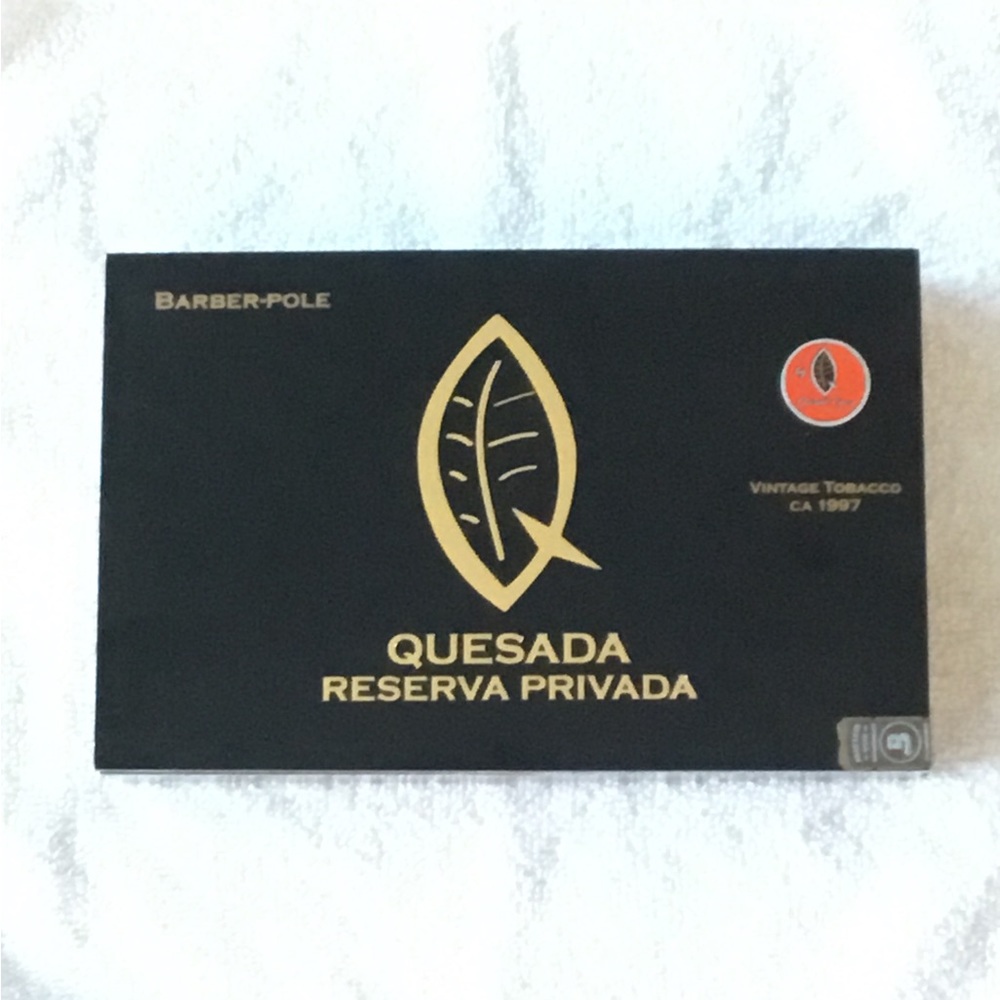 BARBER-POLE
VINTAGE TOBACCO
CA 1997
QUESADA
RESERVA PRIVADA